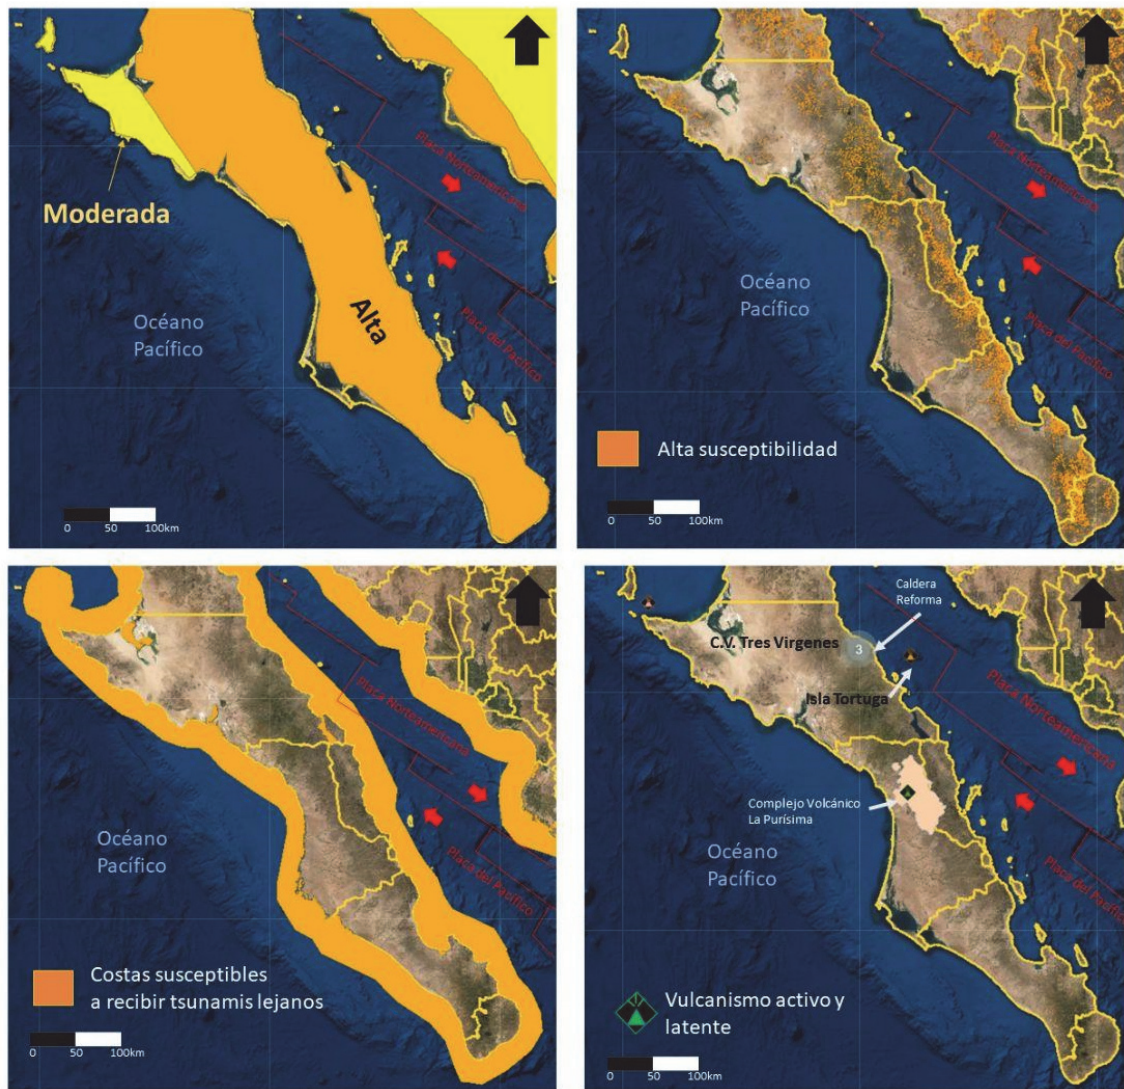 Moderada
Alta
Océano
Pacífico
Placa Norteamericana
Placa del Pacífico
0 50 100km
Placa Norteamericana
Placa del Pacífico
Océano
Pacífico
Alta susceptibilidad
0 50 100km
Placa Norteamericana
Placa del Pacífico
Océano
Pacífico
Costas susceptibles
a recibir tsunamis lejanos
0 50 100km
Caldera
Reforma
C.V. Tres Virgenes
3
Isla Tortuga
Placa Norteamericana
Complejo Volcánico
La Purísima
Océano
Pacífico
Placa del Pacífico
Vulcanismo activo y
latente
0 50 100km